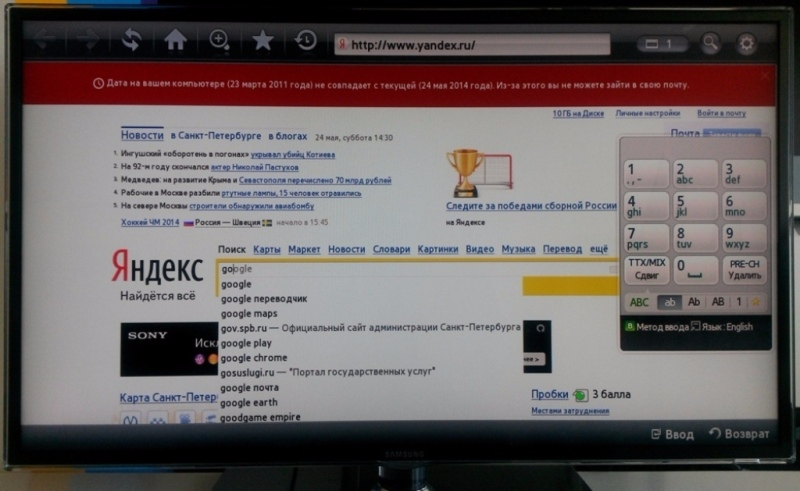 http://www.yandex.ru/
1
Дата на вашем компьютере (23 марта 2011 года) не совпадает с текущей (24 мая 2014 года). Из-за этого вы не можете зайти в свою почту.
10 ГБ на Диске Личные настройки Войти в почту
Новости в Санкт-Петербурге в блогах 24 мая, суббота 14:30
Почта
1. Ингушский «оборотень в погонах» укрывал убийц Котиева
2. На 92-м году скончался актер Николай Пастухов
3. Медведев: на развитие Крыма и Севастополя перечислено 70 млрд рублей
4. Рабочие в Москве разбили ртутные лампы, 15 человек отравились
5. На севере Москвы строители обнаружили авиабомбу
Хоккей ЧМ 2014 Россия — Швеция начало в 15:45
Следите за победами сборной России
на Яндексе
Яндекс
Найдётся всё
Поиск Карты Маркет Новости Словари Картинки Видео Музыка Перевод ещё
google
google
google переводчик
google maps
gov.spb.ru — Официальный сайт администрации Санкт-Петербурга
google play
google chrome
gosuslugi.ru — "Портал государственных услуг"
google почта
google earth
goodgame empire
SONY
Карта Санкт-Петер
Пробки 3 балла
Местами затруднения
1 .,- 2 abc 3 def
4 ghi 5 jkl 6 mno
7 pqrs 8 tuv 9 wxyz
TTX/MIX Сдвиг 0 PRE-CH Удалить
ABC ab Ab AB 1
Метод ввода Язык: English
Ввод Возврат
SAMSUNG